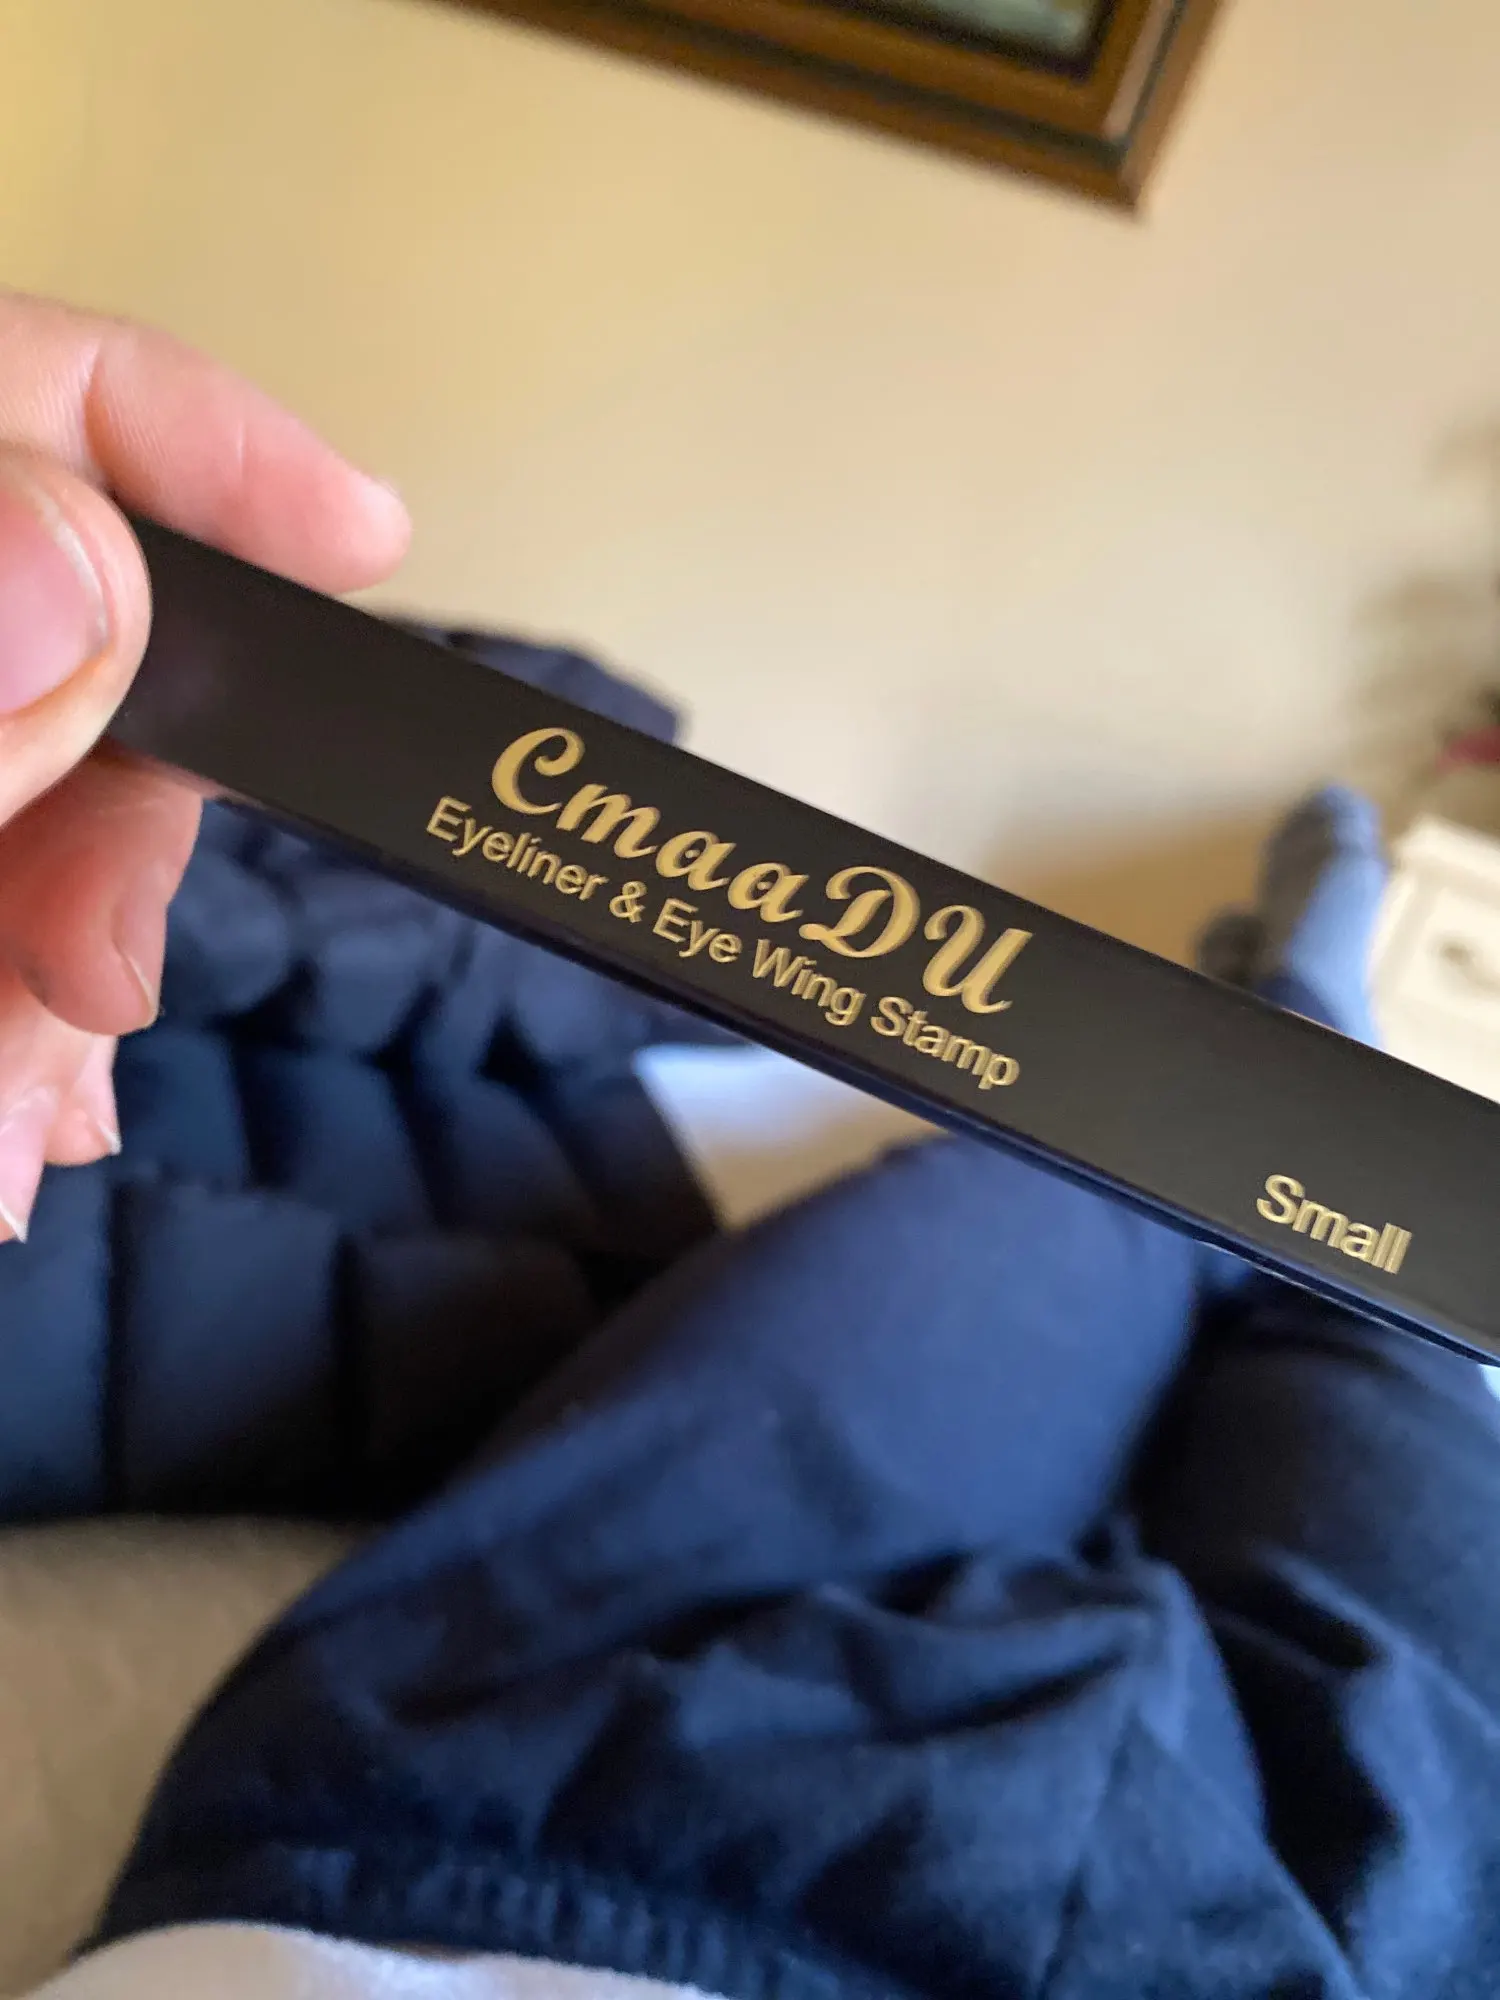 CmaaDU
Eyeliner & Eye Wing Stamp
Small